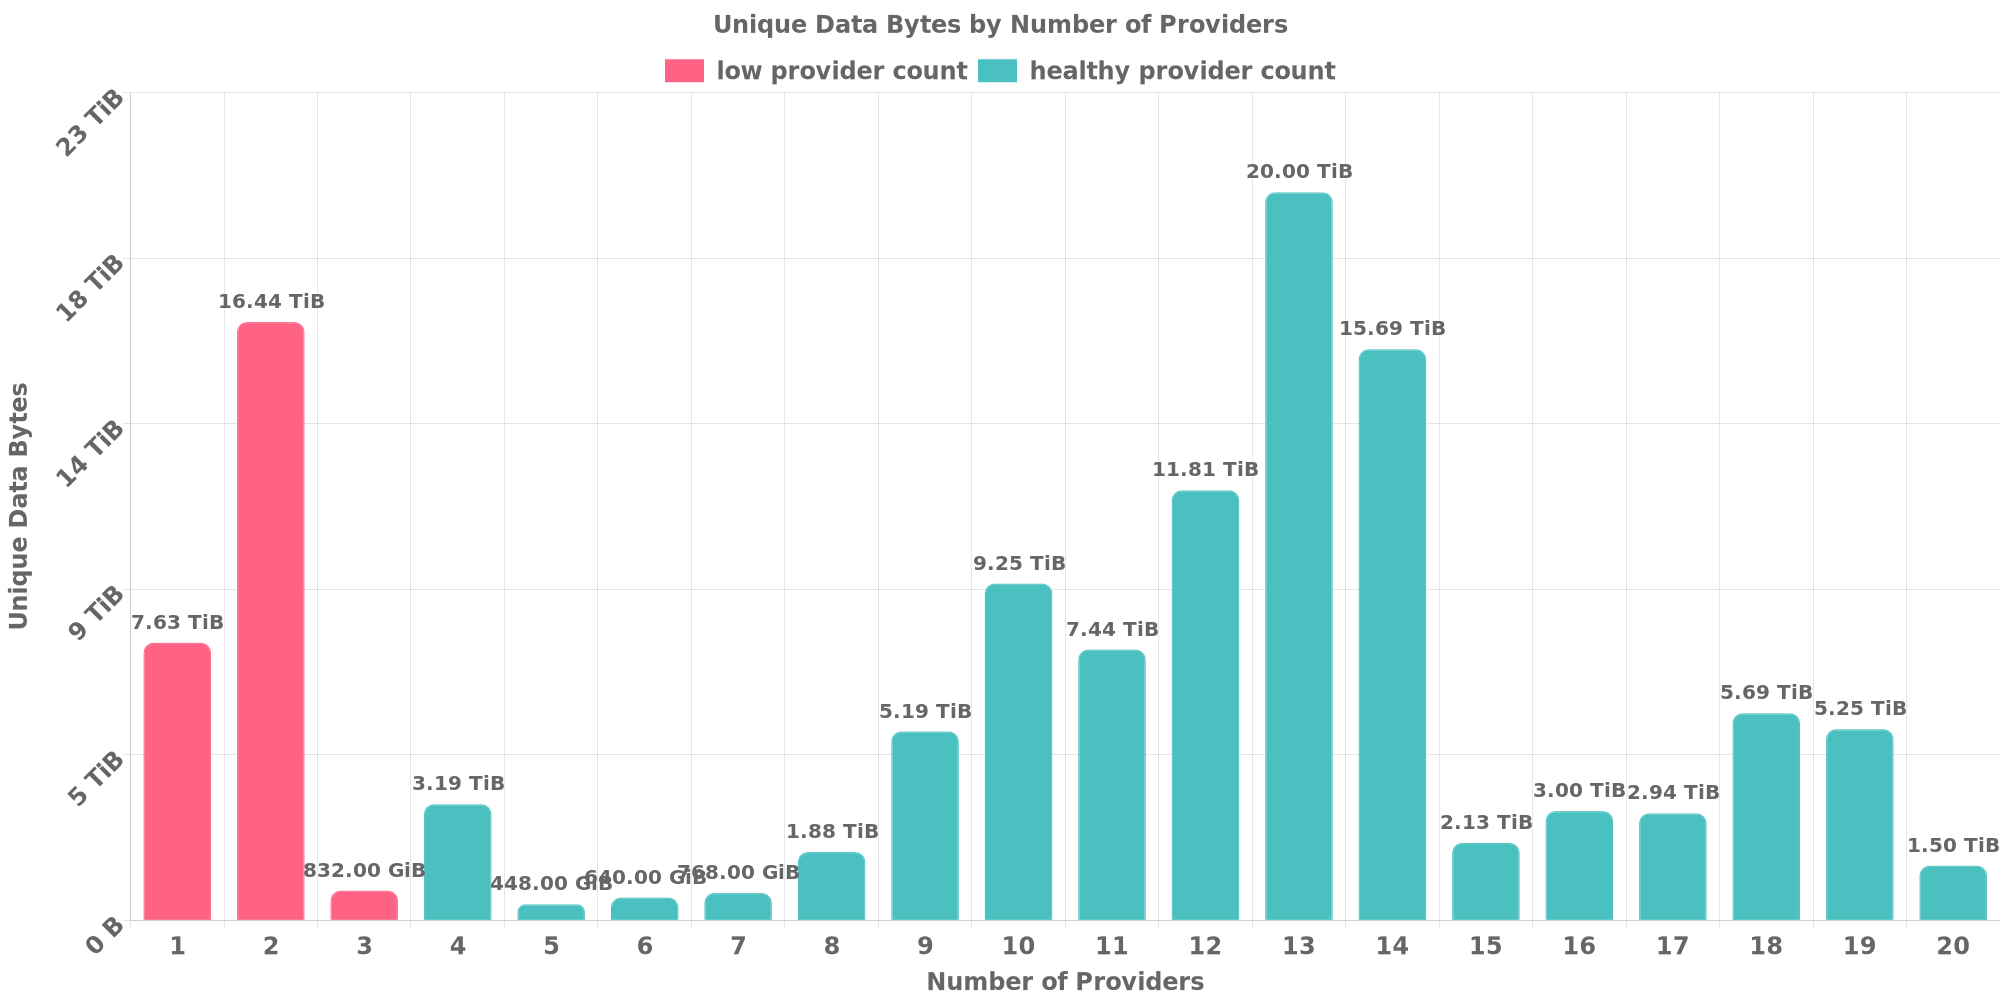 Unique Data Bytes by Number of Providers
low provider count healthy provider count
23 TiB
18 TiB
14 TiB
9 TiB
5 TiB
0 B
Unique Data Bytes
7.63 TiB
16.44 TiB
832.00 GiB
3.19 TiB
448.00 GiB
640.00 GiB
768.00 GiB
1.88 TiB
5.19 TiB
9.25 TiB
7.44 TiB
11.81 TiB
20.00 TiB
15.69 TiB
2.13 TiB
3.00 TiB
2.94 TiB
5.69 TiB
5.25 TiB
1.50 TiB
1 2 3 4 5 6 7 8 9 10 11 12 13 14 15 16 17 18 19 20
Number of Providers